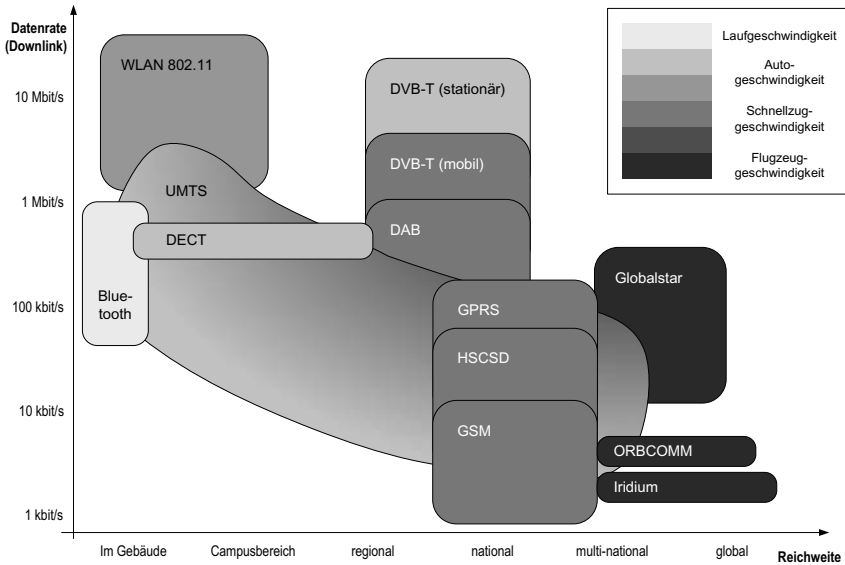 Datenrate
(Downlink)
10 Mbit/s
1 Mbit/s
100 kbit/s
10 kbit/s
1 kbit/s
WLAN 802.11
UMTS
DECT
Blue-
tooth
DVB-T (stationär)
DVB-T (mobil)
DAB
GPRS
HSCSD
GSM
Globalstar
ORBCOMM
Iridium
Laufgeschwindigkeit
Auto-
geschwindigkeit
Schnellzug-
geschwindigkeit
Flugzeug-
geschwindigkeit
Im Gebäude
Campusbereich
regional
national
multi-national
global
Reichweite